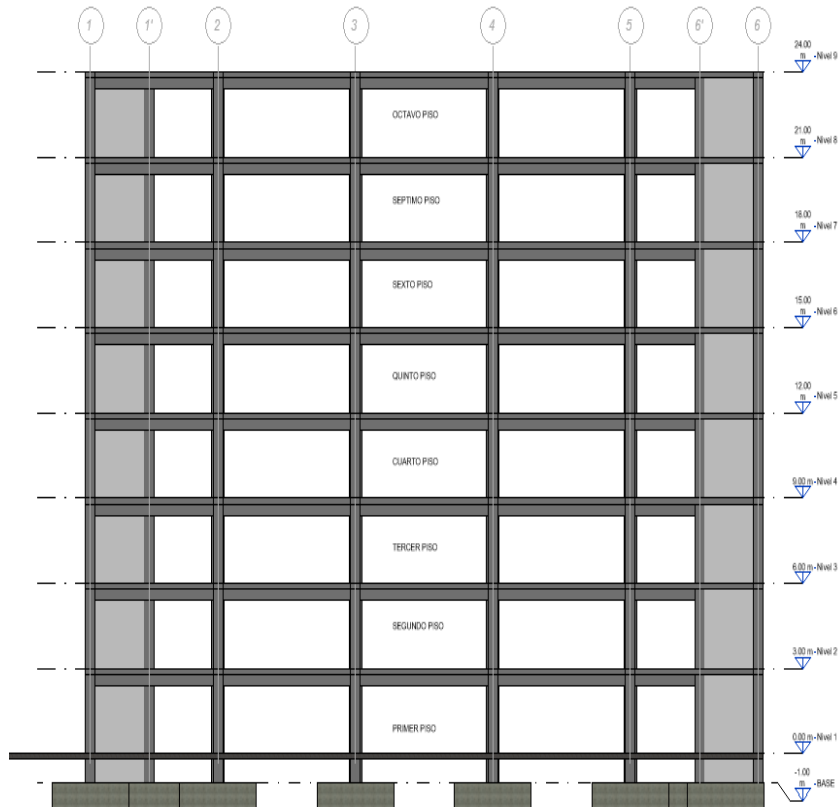 1 1' 2 3 4 5 6' 6
24.00
m - Nivel 9
OCTAVO PISO
21.00
m - Nivel 8
SEPTIMO PISO
18.00
m - Nivel 7
SEXTO PISO
15.00
m - Nivel 6
QUINTO PISO
12.00
m - Nivel 5
CUARTO PISO
9.00 m - Nivel 4
TERCER PISO
6.00 m - Nivel 3
SEGUNDO PISO
3.00 m - Nivel 2
PRIMER PISO
0.00 m - Nivel 1
-1.00
m - BASE